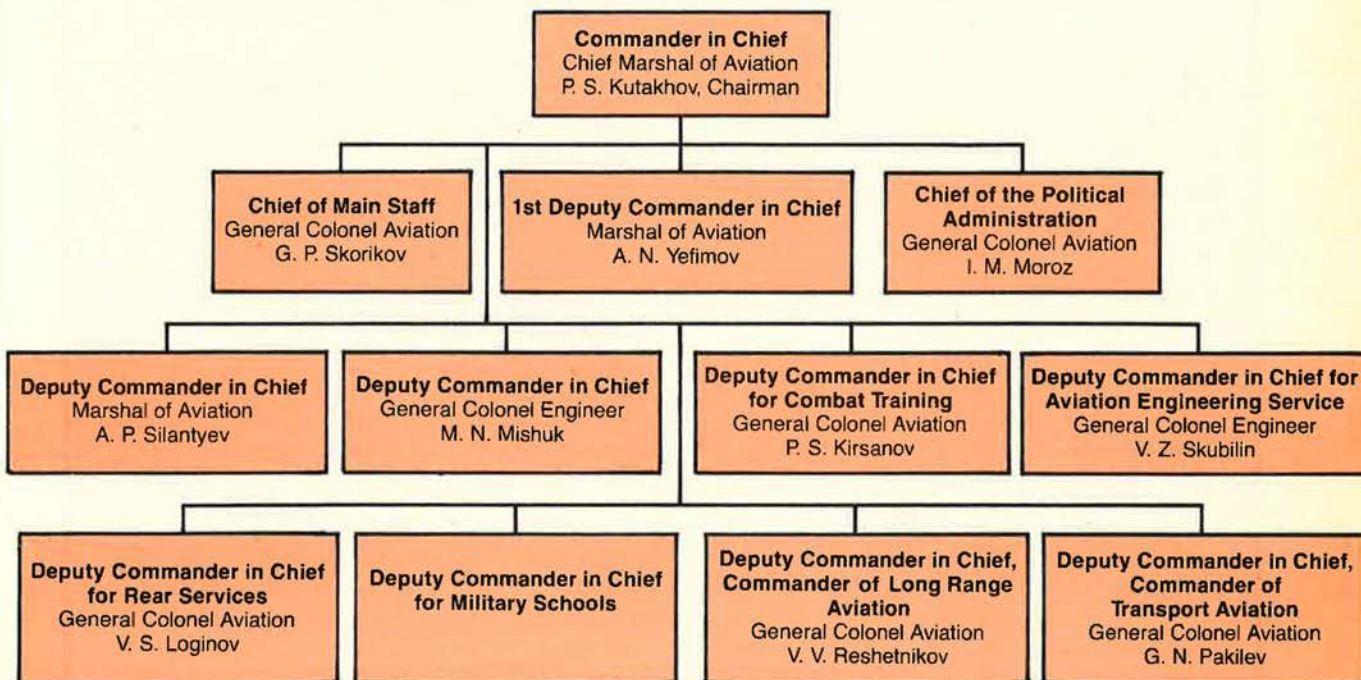 Commander in Chief
Chief Marshal of Aviation
P. S. Kutakhov, Chairman
Chief of Main Staff
General Colonel Aviation
G. P. Skorikov
1st Deputy Commander in Chief
Marshal of Aviation
A. N. Yefimov
Chief of the Political
Administration
General Colonel Aviation
I. M. Moroz
Deputy Commander in Chief
Marshal of Aviation
A. P. Silantyev
Deputy Commander in Chief
General Colonel Engineer
M. N. Mishuk
Deputy Commander in Chief
for Combat Training
General Colonel Aviation
P. S. Kirsanov
Deputy Commander in Chief for
Aviation Engineering Service
General Colonel Engineer
V. Z. Skubilin
Deputy Commander in Chief
for Rear Services
General Colonel Aviation
V. S. Loginov
Deputy Commander in Chief
for Military Schools
Deputy Commander in Chief,
Commander of Long Range
Aviation
General Colonel Aviation
V. V. Reshetnikov
Deputy Commander in Chief,
Commander of
Transport Aviation
General Colonel Aviation
G. N. Pakilev